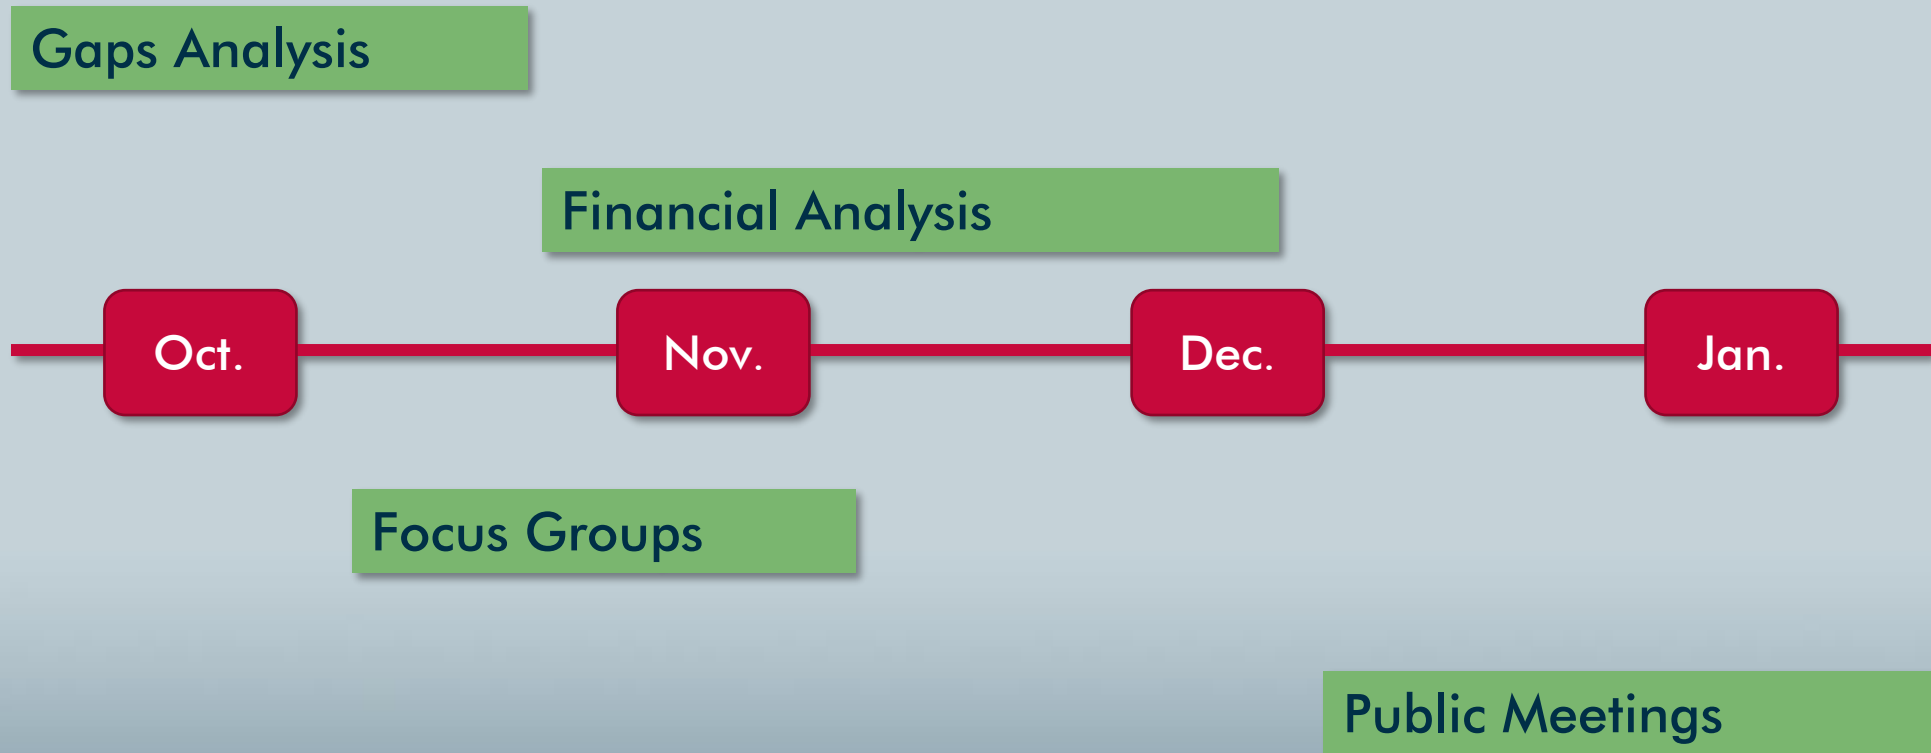 Gaps Analysis
Financial Analysis
Oct.
Nov.
Dec.
Jan.
Focus Groups
Public Meetings